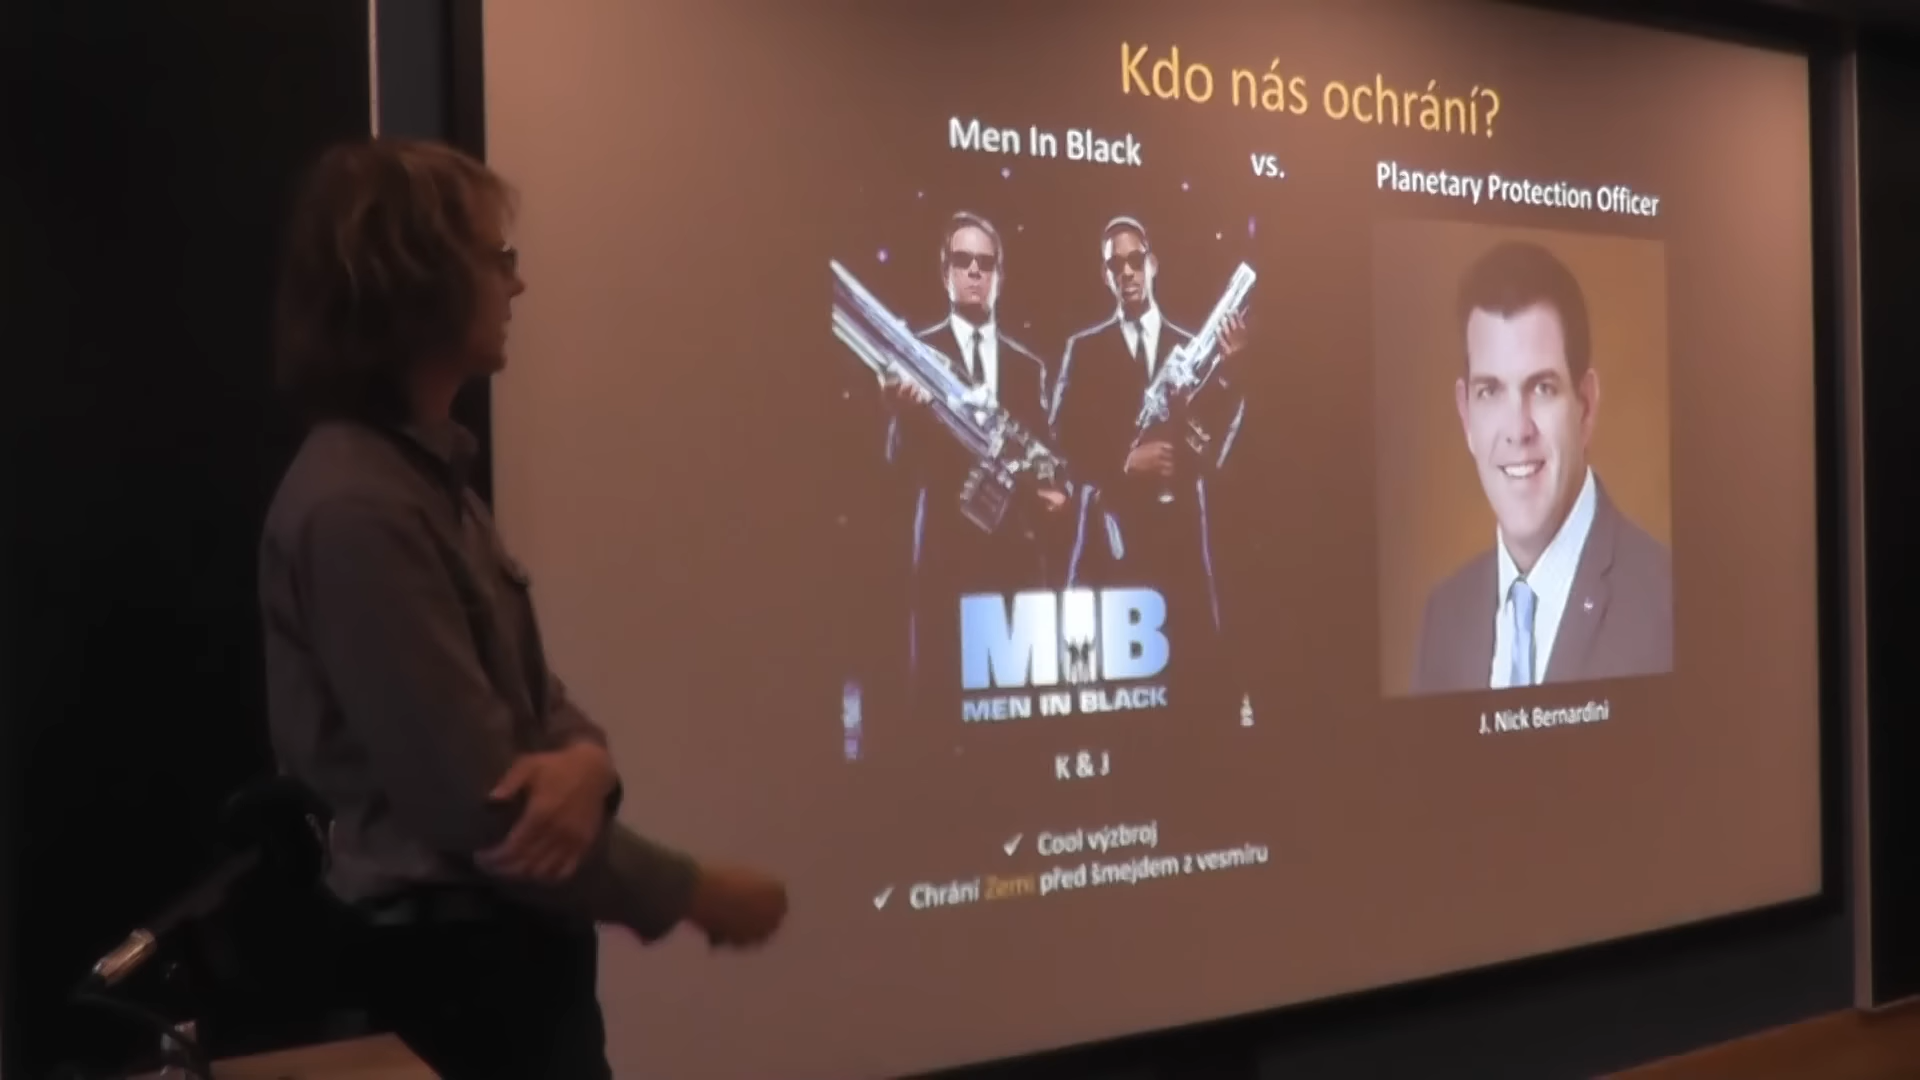 Kdo nás ochrání?
Men In Black
vs.
Planetary Protection Officer
MIB
MEN IN BLACK
J. Nick Bernardini
K & J
✓ Cool výzbroj
✓ Chrání Zemi před šmejdem z vesmíru